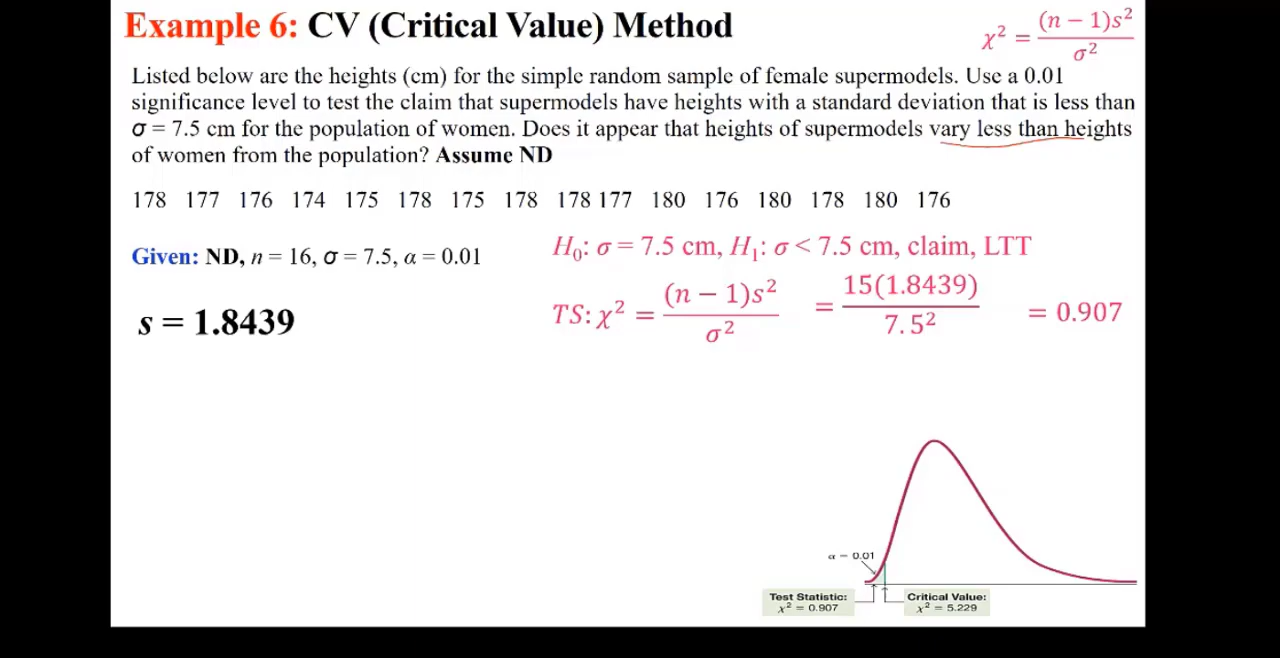 Example 6: CV (Critical Value) Method
χ² = (n − 1)s² / σ²
Listed below are the heights (cm) for the simple random sample of female supermodels. Use a 0.01
significance level to test the claim that supermodels have heights with a standard deviation that is less than
σ = 7.5 cm for the population of women. Does it appear that heights of supermodels vary less than heights
of women from the population? Assume ND
178 177 176 174 175 178 175 178 178 177 180 176 180 178 180 176
Given: ND, n = 16, σ = 7.5, α = 0.01
H₀: σ = 7.5 cm, H₁: σ < 7.5 cm, claim, LTT
s = 1.8439
TS: χ² = (n − 1)s² / σ² = 15(1.8439) / 7.5² = 0.907
α = 0.01
Test Statistic:
χ² = 0.907
Critical Value:
χ² = 5.229